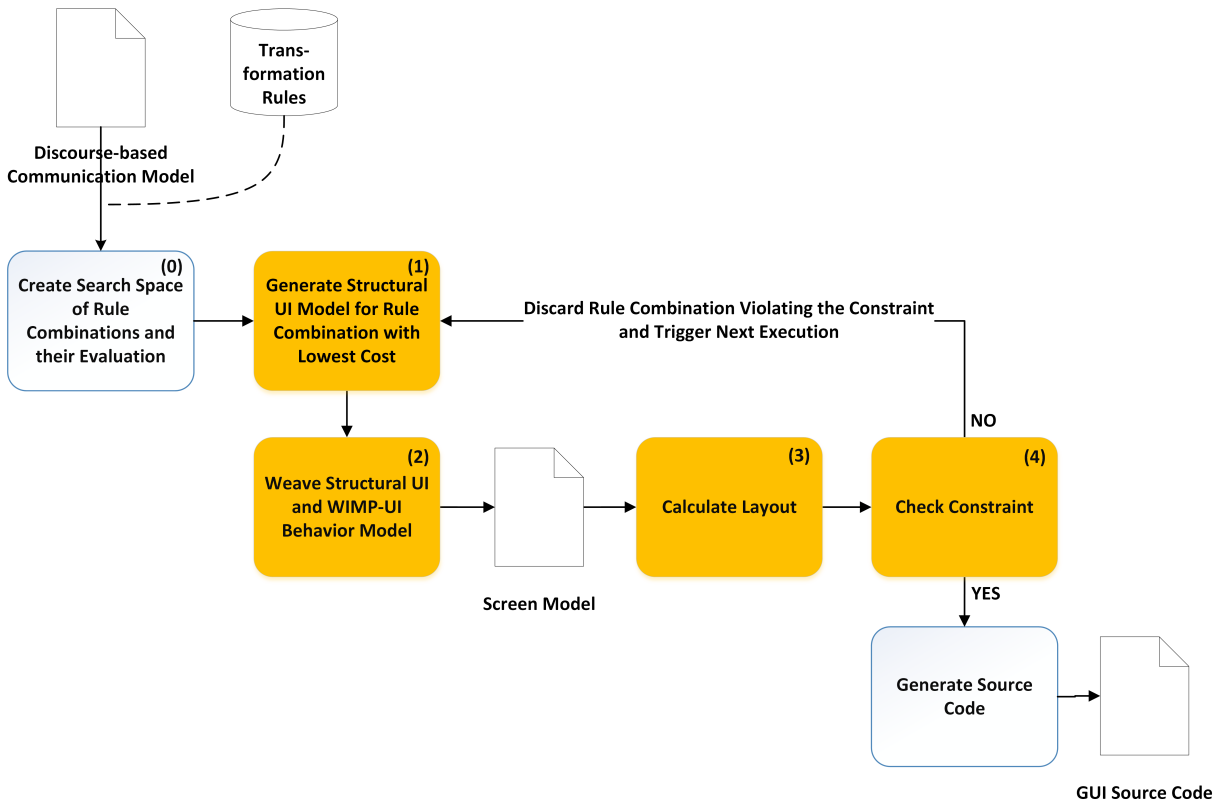 Trans-
formation
Rules
Discourse-based
Communication Model
(0)
Create Search Space
of Rule
Combinations and
their Evaluation
(1)
Generate Structural
UI Model for Rule
Combination with
Lowest Cost
Discard Rule Combination Violating the Constraint
and Trigger Next Execution
NO
(2)
Weave Structural UI
and WIMP-UI
Behavior Model
Screen Model
(3)
Calculate Layout
(4)
Check Constraint
YES
Generate Source
Code
GUI Source Code